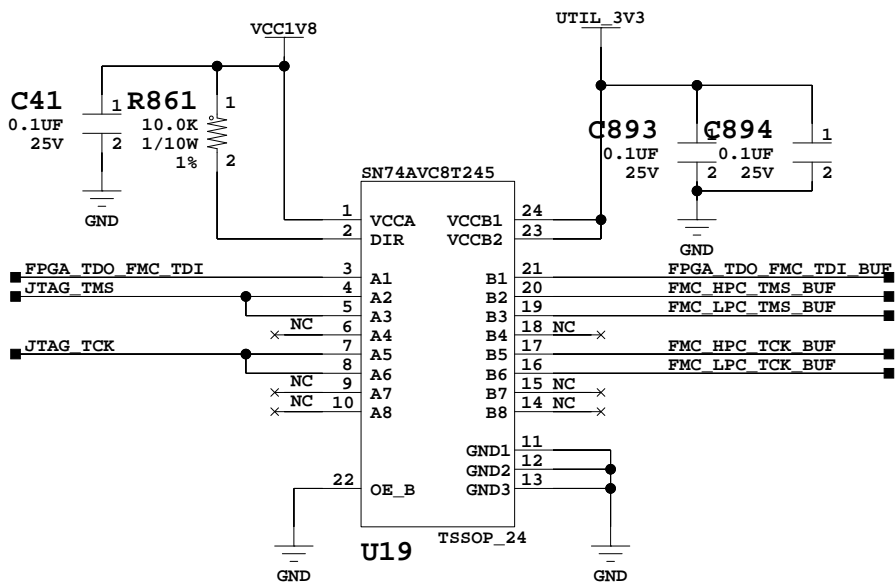 VCC1V8
UTIL_3V3
C41
0.1UF
25V
1
2
GND
R861
10.0K
1/10W
1%
1
2
C893
0.1UF
25V
1
2
C894
0.1UF
25V
1
2
GND
SN74AVC8T245
1 VCCA VCCB1 24
2 DIR VCCB2 23
FPGA_TDO_FMC_TDI 3 A1 B1 21 FPGA_TDO_FMC_TDI_BUF
JTAG_TMS 4 A2 B2 20 FMC_HPC_TMS_BUF
5 A3 B3 19 FMC_LPC_TMS_BUF
NC 6 A4 B4 18 NC
JTAG_TCK 7 A5 B5 17 FMC_HPC_TCK_BUF
8 A6 B6 16 FMC_LPC_TCK_BUF
NC 9 A7 B7 15 NC
NC 10 A8 B8 14 NC
GND1 11
GND2 12
22 OE_B GND3 13
U19
TSSOP_24
GND
GND